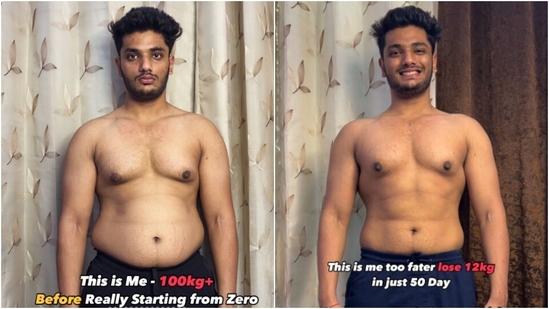 This is Me - 100kg+
Before Really Starting from Zero
This is me too fater lose 12kg
in just 50 Day